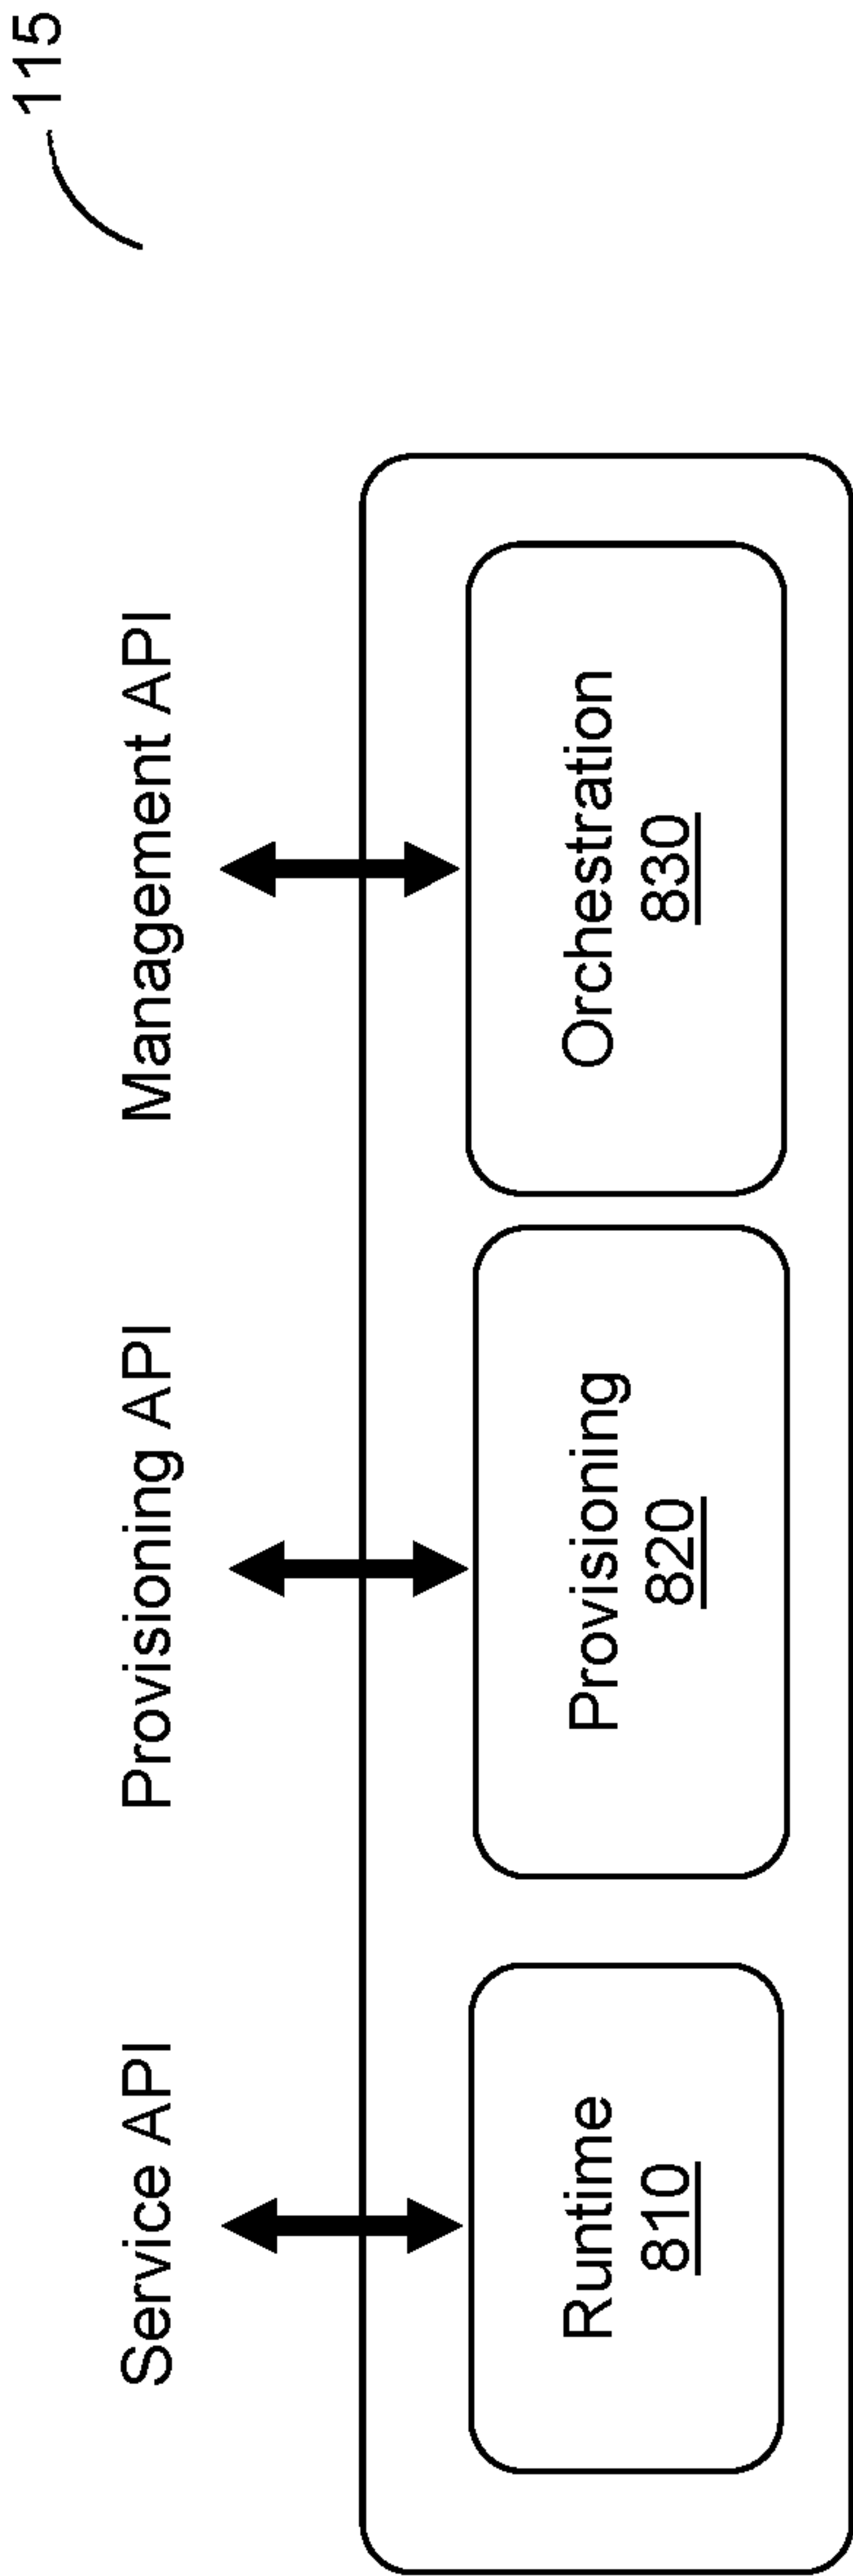 115
Service API
Provisioning API
Management API
Runtime
810
Provisioning
820
Orchestration
830